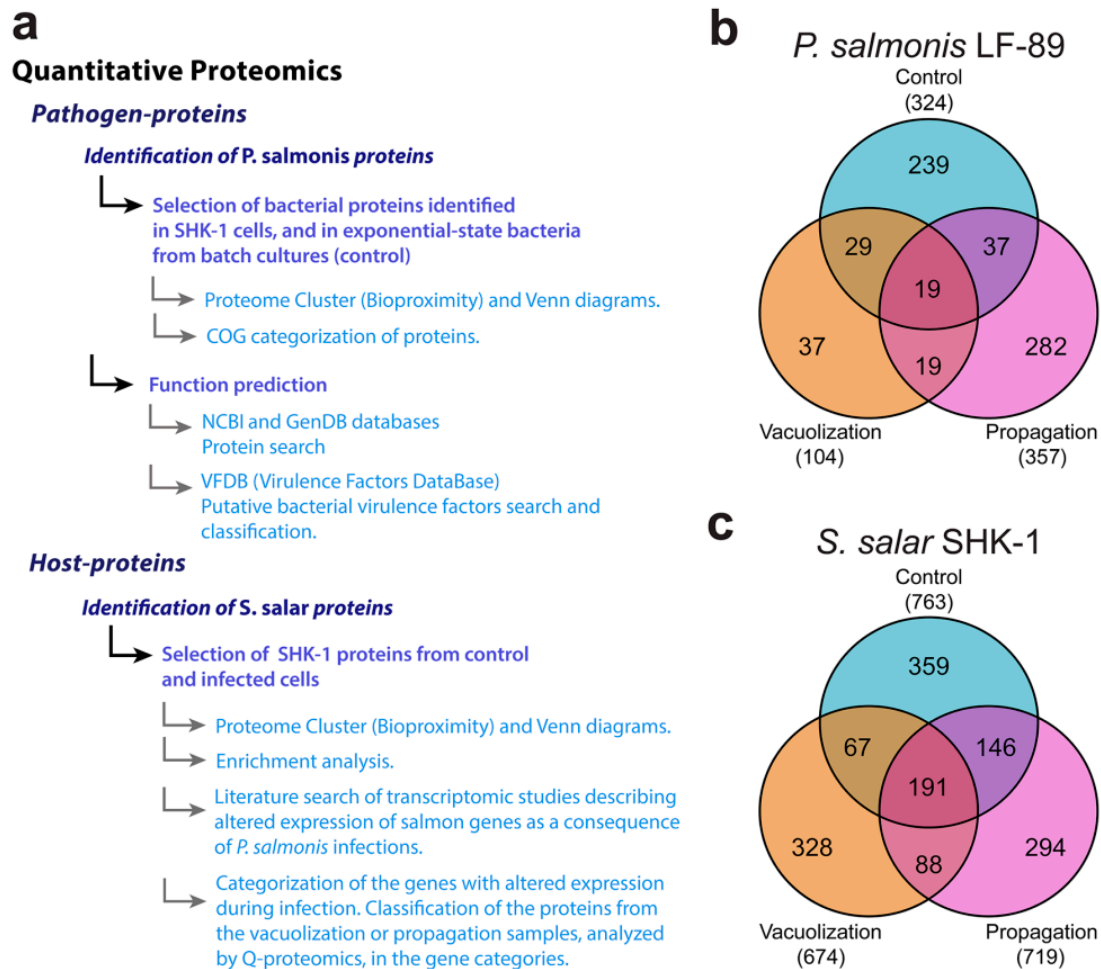 a
Quantitative Proteomics
Pathogen-proteins
Identification of P. salmonis proteins
Selection of bacterial proteins identified
in SHK-1 cells, and in exponential-state bacteria
from batch cultures (control)
Proteome Cluster (Bioproximity) and Venn diagrams.
COG categorization of proteins.
Function prediction
NCBI and GenDB databases
Protein search
VFDB (Virulence Factors DataBase)
Putative bacterial virulence factors search and
classification.
Host-proteins
Identification of S. salar proteins
Selection of SHK-1 proteins from control
and infected cells
Proteome Cluster (Bioproximity) and Venn diagrams.
Enrichment analysis.
Literature search of transcriptomic studies describing
altered expression of salmon genes as a consequence
of P. salmonis infections.
Categorization of the genes with altered expression
during infection. Classification of the proteins from
the vacuolization or propagation samples, analyzed
by Q-proteomics, in the gene categories.
b
P. salmonis LF-89
Control
(324)
239
29
37
19
37
19
282
Vacuolization
(104)
Propagation
(357)
c
S. salar SHK-1
Control
(763)
359
67
146
191
328
88
294
Vacuolization
(674)
Propagation
(719)